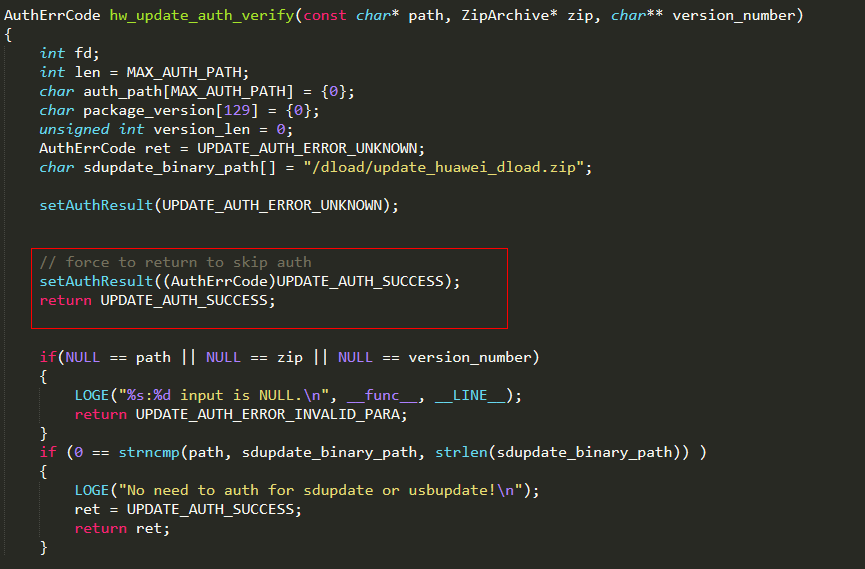 AuthErrCode hw_update_auth_verify(const char* path, ZipArchive* zip, char** version_number)
{
int fd;
int len = MAX_AUTH_PATH;
char auth_path[MAX_AUTH_PATH] = {0};
char package_version[129] = {0};
unsigned int version_len = 0;
AuthErrCode ret = UPDATE_AUTH_ERROR_UNKNOWN;
char sdupdate_binary_path[] = "/dload/update_huawei_dload.zip";
setAuthResult(UPDATE_AUTH_ERROR_UNKNOWN);
// force to return to skip auth
setAuthResult((AuthErrCode)UPDATE_AUTH_SUCCESS);
return UPDATE_AUTH_SUCCESS;
if(NULL == path || NULL == zip || NULL == version_number)
{
LOGE("%s:%d input is NULL.\n", __func__, __LINE__);
return UPDATE_AUTH_ERROR_INVALID_PARA;
}
if (0 == strncmp(path, sdupdate_binary_path, strlen(sdupdate_binary_path)) )
{
LOGE("No need to auth for sdupdate or usbupdate!\n");
ret = UPDATE_AUTH_SUCCESS;
return ret;
}